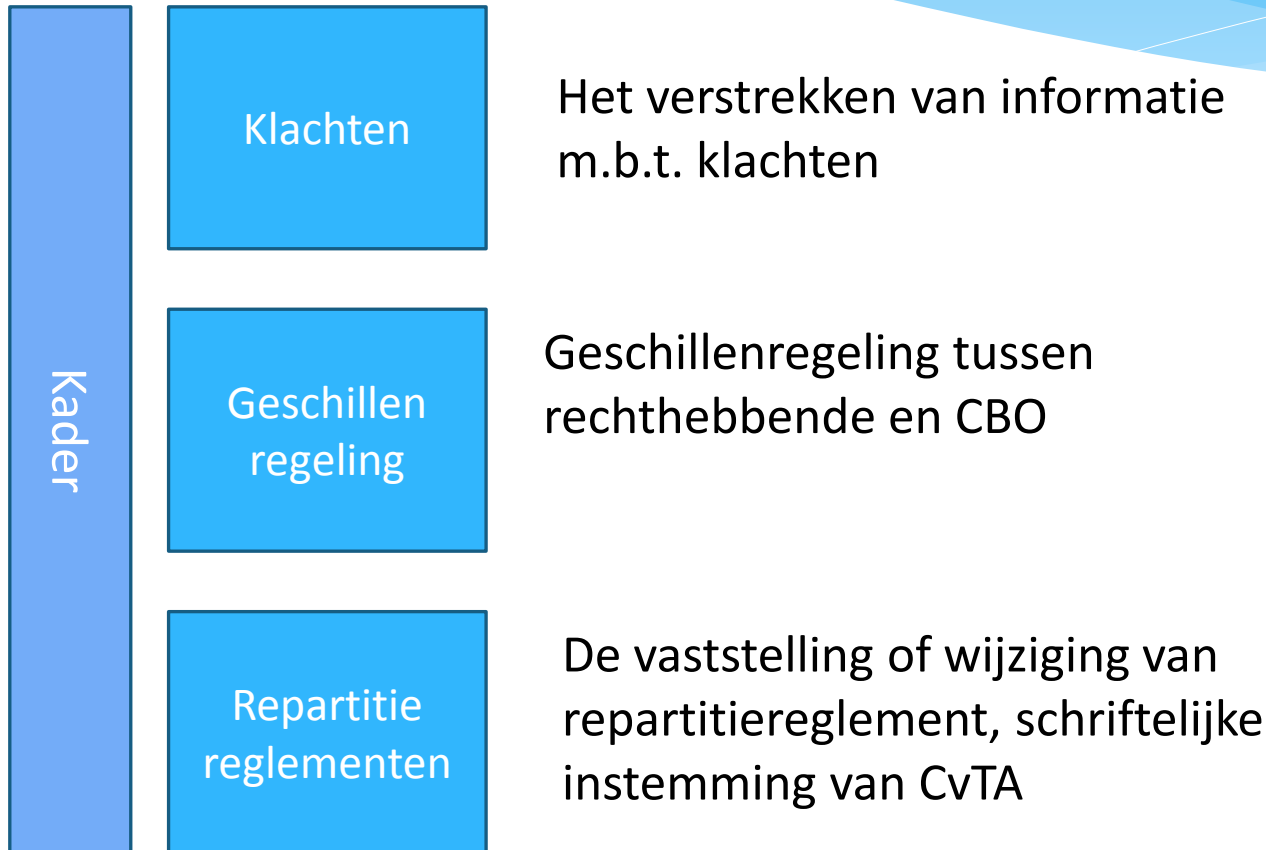 Kader
Klachten
Het verstrekken van informatie
m.b.t. klachten
Geschillen
regeling
Geschillenregeling tussen
rechthebbende en CBO
Repartitie
reglementen
De vaststelling of wijziging van
repartitiereglement, schriftelijke
instemming van CvTA